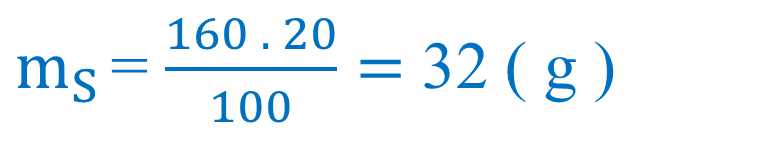 mS = 160 . 20 / 100 = 32 ( g )